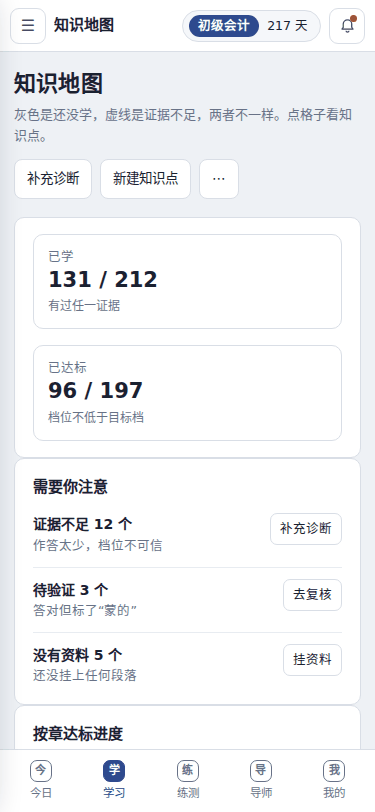 ☰ 知识地图 初级会计 217 天
知识地图
灰色是还没学，虚线是证据不足，两者不一样。点格子看知
识点。
补充诊断 新建知识点 ⋯
已学
131 / 212
有过任一证据
已达标
96 / 197
档位不低于目标档
需要你注意
证据不足 12 个 补充诊断
作答太少，档位不可信
待验证 3 个 去复核
答对但标了“蒙的”
没有资料 5 个 挂资料
还没挂上任何段落
按章达标进度
今 学 练 导 我
今日 学习 练测 导师 我的